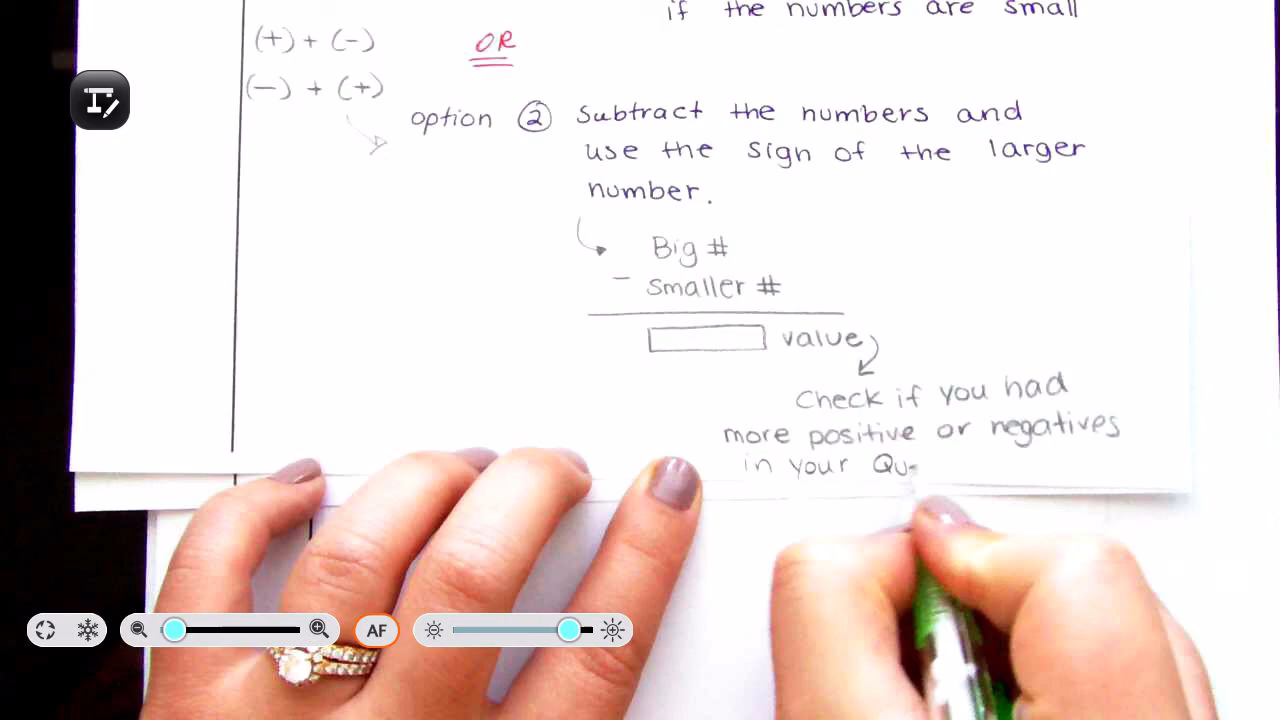 if the numbers are small
(+) + (-)
OR
(-) + (+)
option ② Subtract the numbers and
use the sign of the larger
number.
Big #
- smaller #
value
Check if you had
more positive or negatives
in your Qu
AF